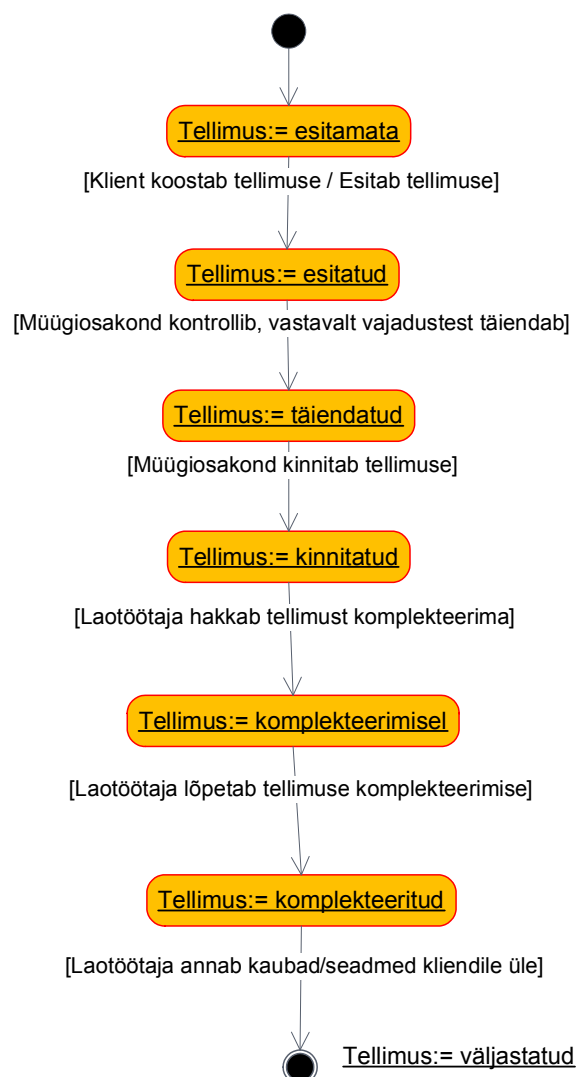 Tellimus:= esitamata
[Klient koostab tellimuse / Esitab tellimuse]
Tellimus:= esitatud
[Müügiosakond kontrollib, vastavalt vajadustest täiendab]
Tellimus:= täiendatud
[Müügiosakond kinnitab tellimuse]
Tellimus:= kinnitatud
[Laotöötaja hakkab tellimust komplekteerima]
Tellimus:= komplekteerimisel
[Laotöötaja lõpetab tellimuse komplekteerimise]
Tellimus:= komplekteeritud
[Laotöötaja annab kaubad/seadmed kliendile üle]
Tellimus:= väljastatud